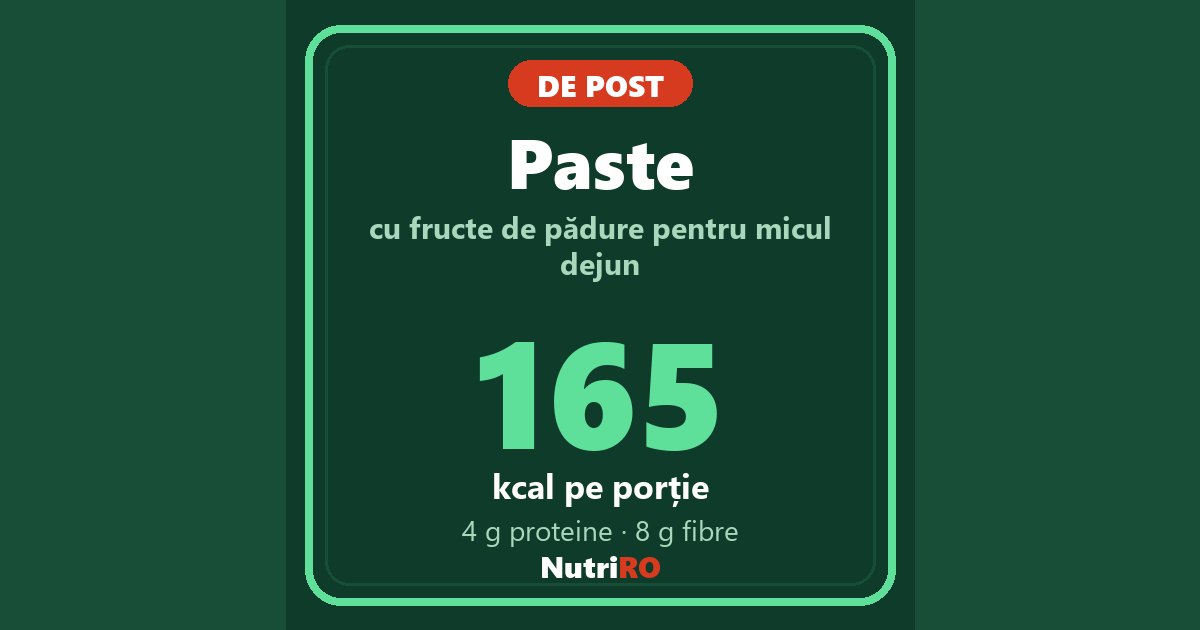 DE POST
Paste
cu fructe de pădure pentru micul
dejun
165
kcal pe porție
4 g proteine · 8 g fibre
NutriRO